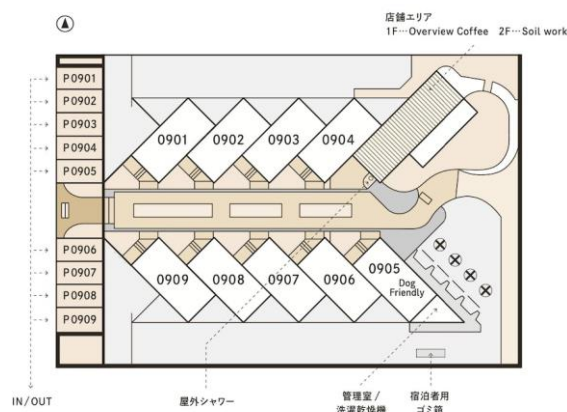 店舗エリア
1F…Overview Coffee 2F…Soil work
P0901
P0902
P0903
P0904
P0905
0901
0902
0903
0904
P0906
P0907
P0908
P0909
0909
0908
0907
0906
0905
Dog
Friendly
IN/OUT
屋外シャワー
管理室 /
洗濯乾燥機
宿泊者用
ゴミ箱